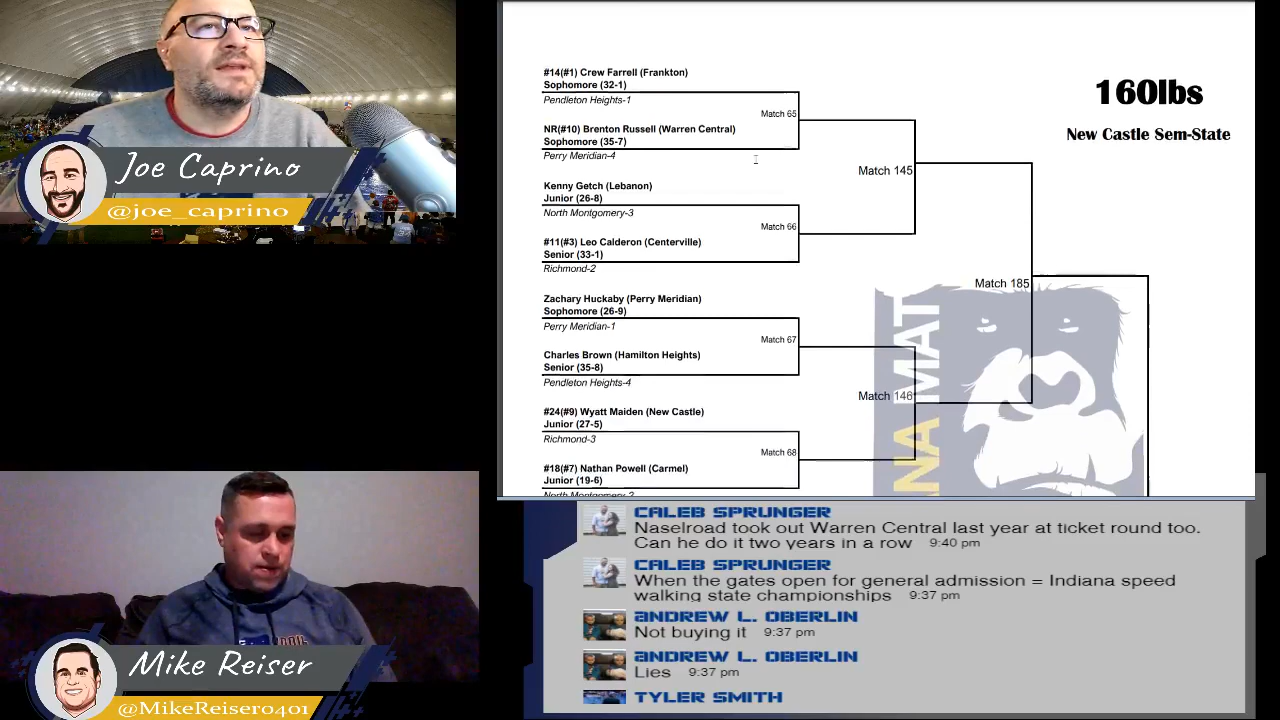 Joe Caprino
@joe_caprino
Mike Reiser
@MikeReiser0401
#14(#1) Crew Farrell (Frankton)
Sophomore (32-1)
Pendleton Heights-1
Match 65
NR(#10) Brenton Russell (Warren Central)
Sophomore (35-7)
Perry Meridian-4
Match 145
Kenny Getch (Lebanon)
Junior (26-8)
North Montgomery-3
Match 66
#11(#3) Leo Calderon (Centerville)
Senior (33-1)
Richmond-2
Match 185
Zachary Huckaby (Perry Meridian)
Sophomore (26-9)
Perry Meridian-1
Match 67
Charles Brown (Hamilton Heights)
Senior (35-8)
Pendleton Heights-4
Match 146
#24(#9) Wyatt Maiden (New Castle)
Junior (27-5)
Richmond-3
Match 68
#18(#7) Nathan Powell (Carmel)
Junior (19-6)
North Montgomery-2
160lbs
New Castle Sem-State
NA MAT
CALEB SPRUNGER
Naselroad took out Warren Central last year at ticket round too.
Can he do it two years in a row 9:40 pm
CALEB SPRUNGER
When the gates open for general admission = Indiana speed
walking state championships 9:37 pm
ANDREW L. OBERLIN
Not buying it 9:37 pm
ANDREW L. OBERLIN
Lies 9:37 pm
TYLER SMITH